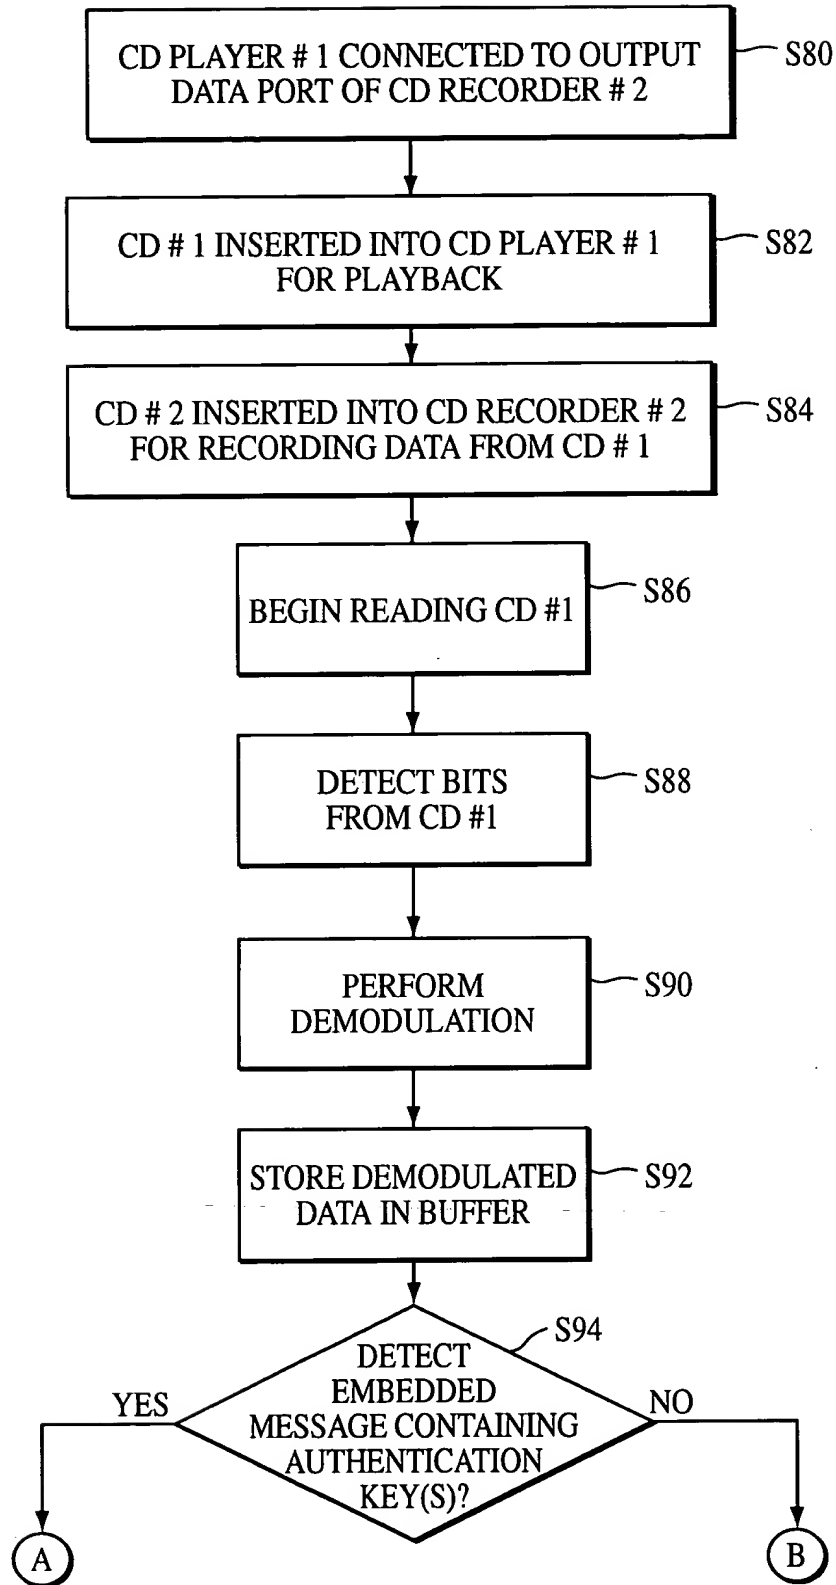 CD PLAYER # 1 CONNECTED TO OUTPUT
DATA PORT OF CD RECORDER # 2
S80
CD # 1 INSERTED INTO CD PLAYER # 1
FOR PLAYBACK
S82
CD # 2 INSERTED INTO CD RECORDER # 2
FOR RECORDING DATA FROM CD # 1
S84
BEGIN READING CD #1
S86
DETECT BITS
FROM CD #1
S88
PERFORM
DEMODULATION
S90
STORE DEMODULATED
DATA IN BUFFER
S92
S94
DETECT
EMBEDDED
MESSAGE CONTAINING
AUTHENTICATION
KEY(S)?
YES
NO
A
B